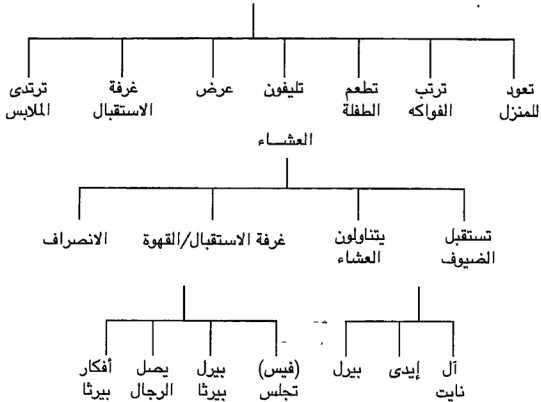 تعود للمنزل
ترتب الفواكه
تطعم الطفلة
تليفون
عرض
غرفة الاستقبال
ترتدى الملابس
العشاء
تستقبل الضيوف
يتناولون العشاء
غرفة الاستقبال/القهوة
الانصراف
آل نايت
إيدى
بيرل
(فيس) تجلس
بيرل بيرثا
يصل الرجال
أفكار بيرثا